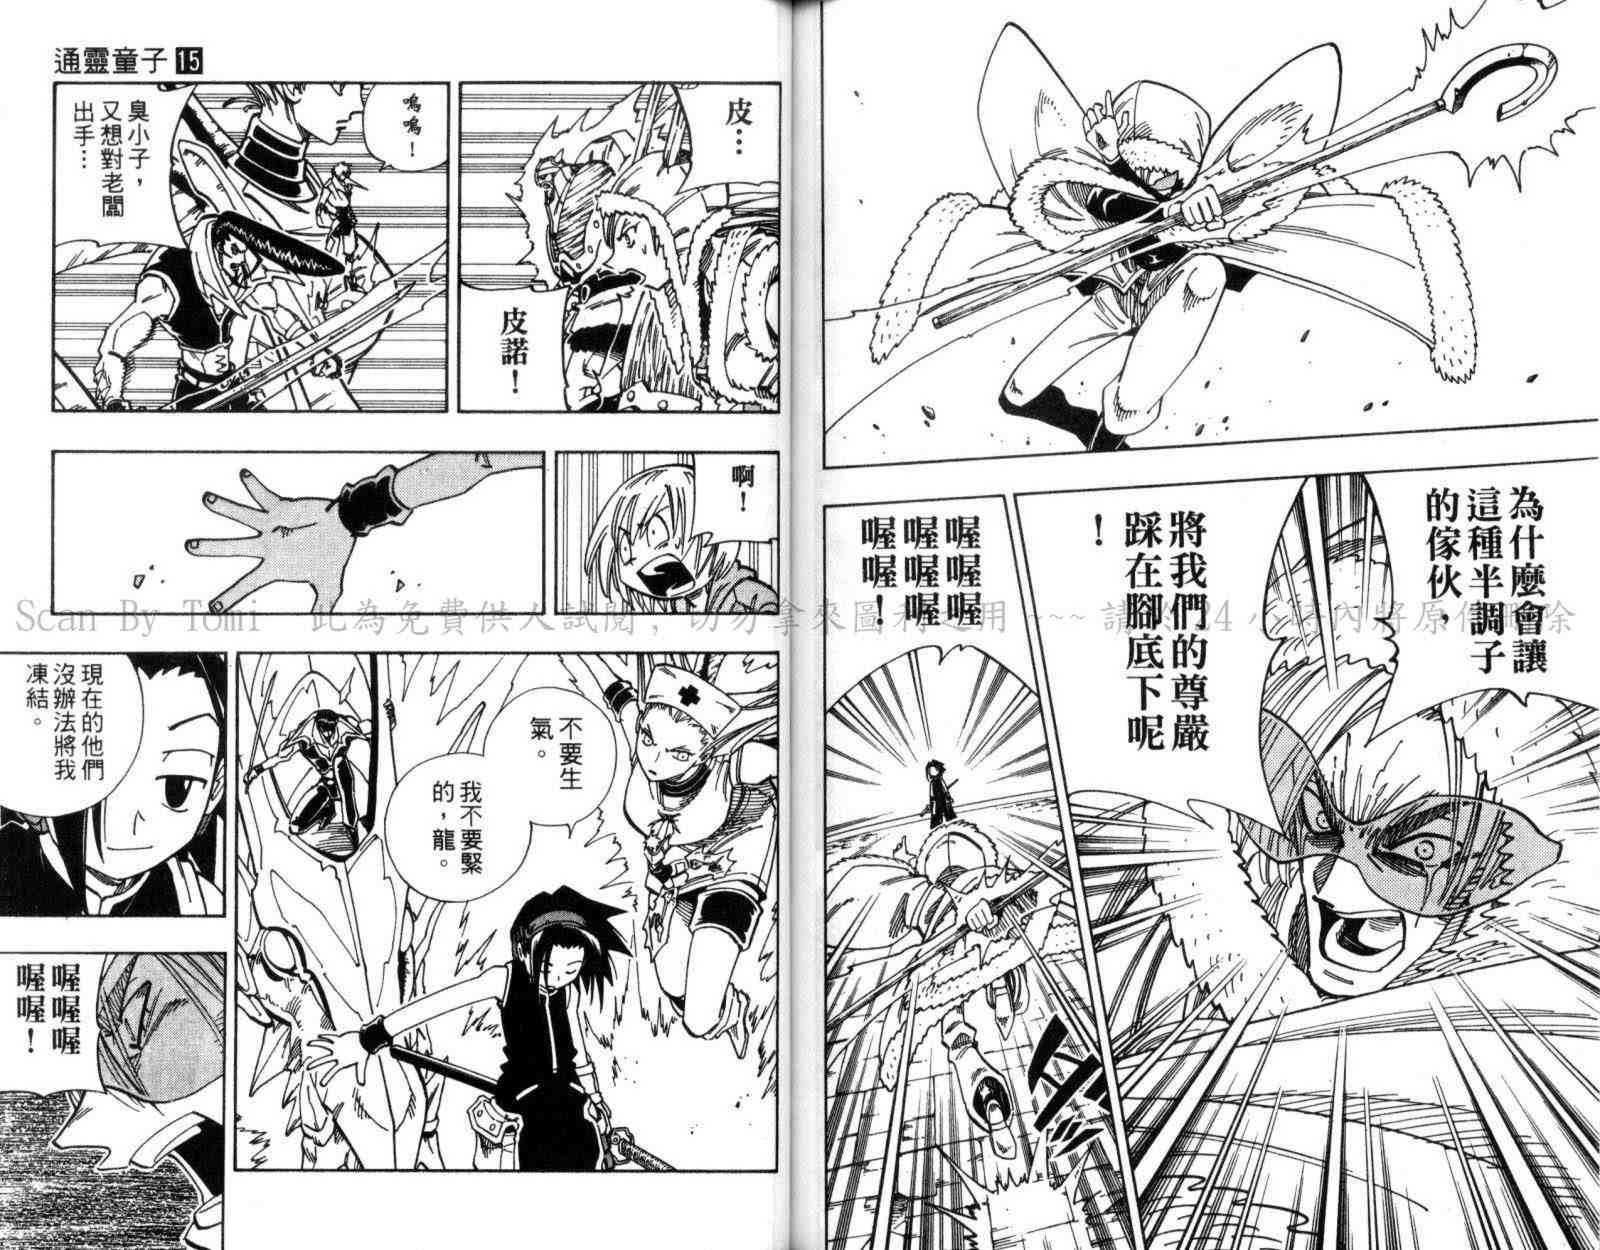 為什麼會讓
這種半調子
的傢伙，
將我們的尊嚴
踩在腳底下呢
！
喔喔喔
喔喔喔
喔喔！
通靈童子 15
皮…
皮諾！
嗚
嗚！
臭小子，
又想對老闆
出手…
啊！
不要生
氣。
我不要緊
的，龍。
現在的他們
沒辦法將我
凍結。
喔喔喔
喔喔！
Scan By Tomi 此為免費供人試閱, 切勿拿來圖利之用 ~~~ 請於 24 小時內將原件刪除